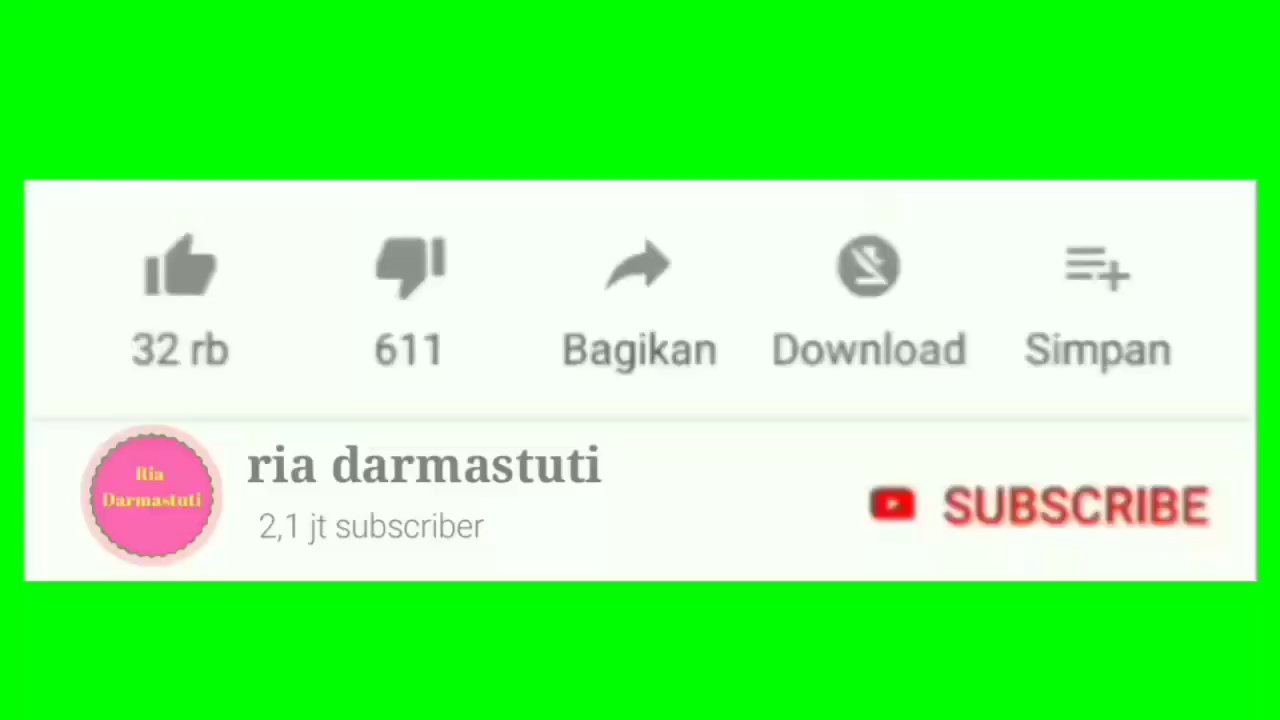 32 rb 611 Bagikan Download Simpan
Ria
Darmastuti
ria darmastuti
2,1 jt subscriber
SUBSCRIBE